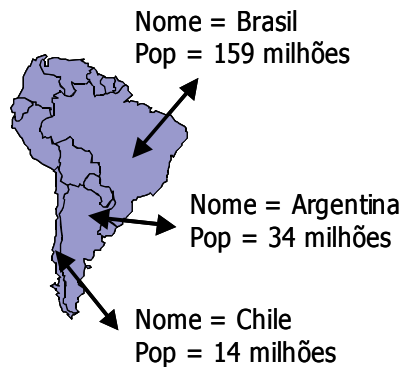 Nome = Brasil
Pop = 159 milhões
Nome = Argentina
Pop = 34 milhões
Nome = Chile
Pop = 14 milhões